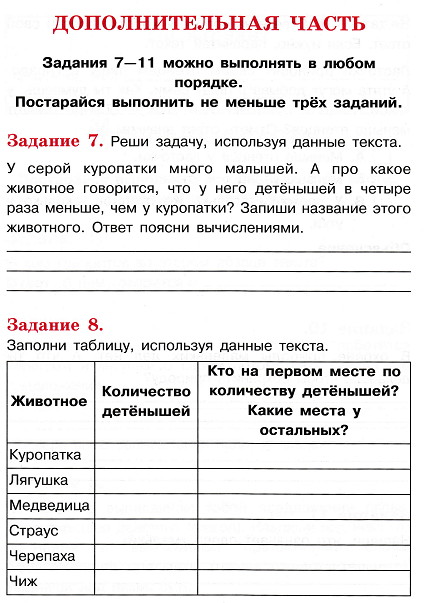 ДОПОЛНИТЕЛЬНАЯ ЧАСТЬ
Задания 7—11 можно выполнять в любом
порядке.
Постарайся выполнить не меньше трёх заданий.
Задание 7. Реши задачу, используя данные текста.
У серой куропатки много малышей. А про какое
животное говорится, что у него детёнышей в четыре
раза меньше, чем у куропатки? Запиши название этого
животного. Ответ поясни вычислениями.
Задание 8.
Заполни таблицу, используя данные текста.
Животное
Количество
детёнышей
Кто на первом месте по
количеству детёнышей?
Какие места у
остальных?
Куропатка
Лягушка
Медведица
Страус
Черепаха
Чиж